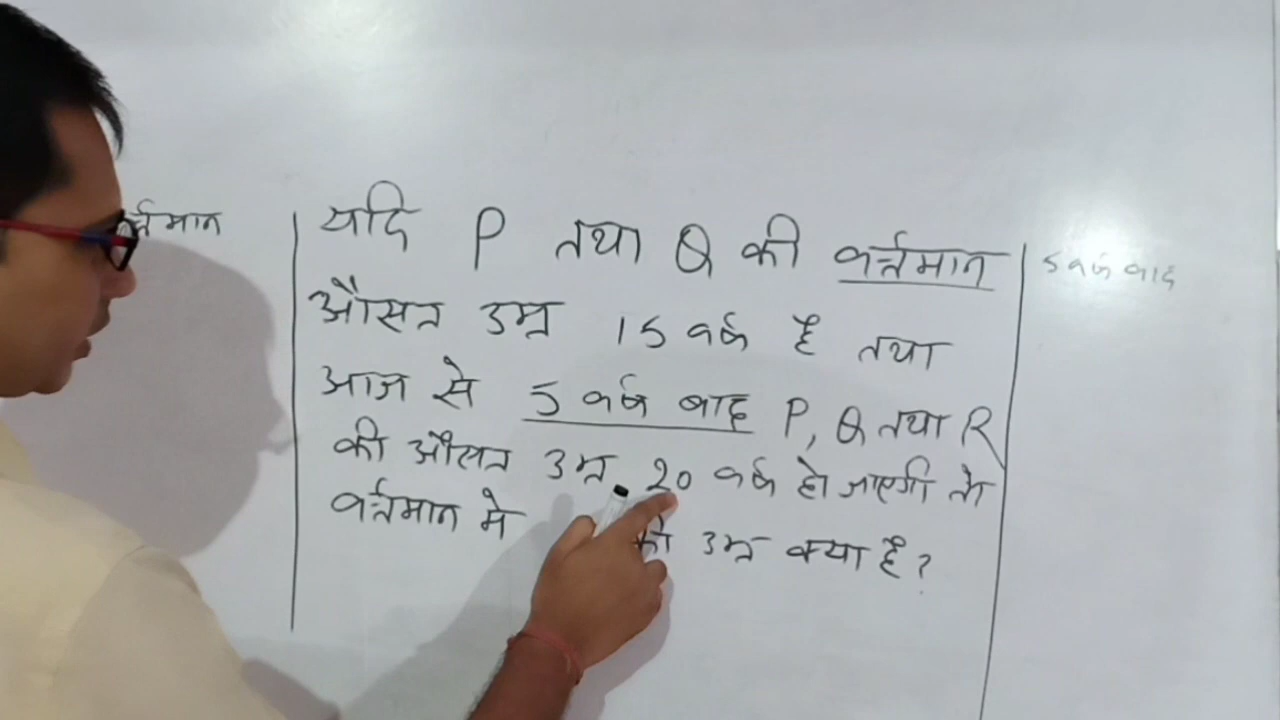 वर्त्तमान
यदि P तथा Q की वर्त्तमान
औसत उम्र 15 वर्ष है तथा
आज से 5 वर्ष बाद P, Q तथा R
की औसत उम्र 20 वर्ष हो जाएगी तो
वर्त्तमान मे की उम्र क्या है?
5 वर्ष बाद